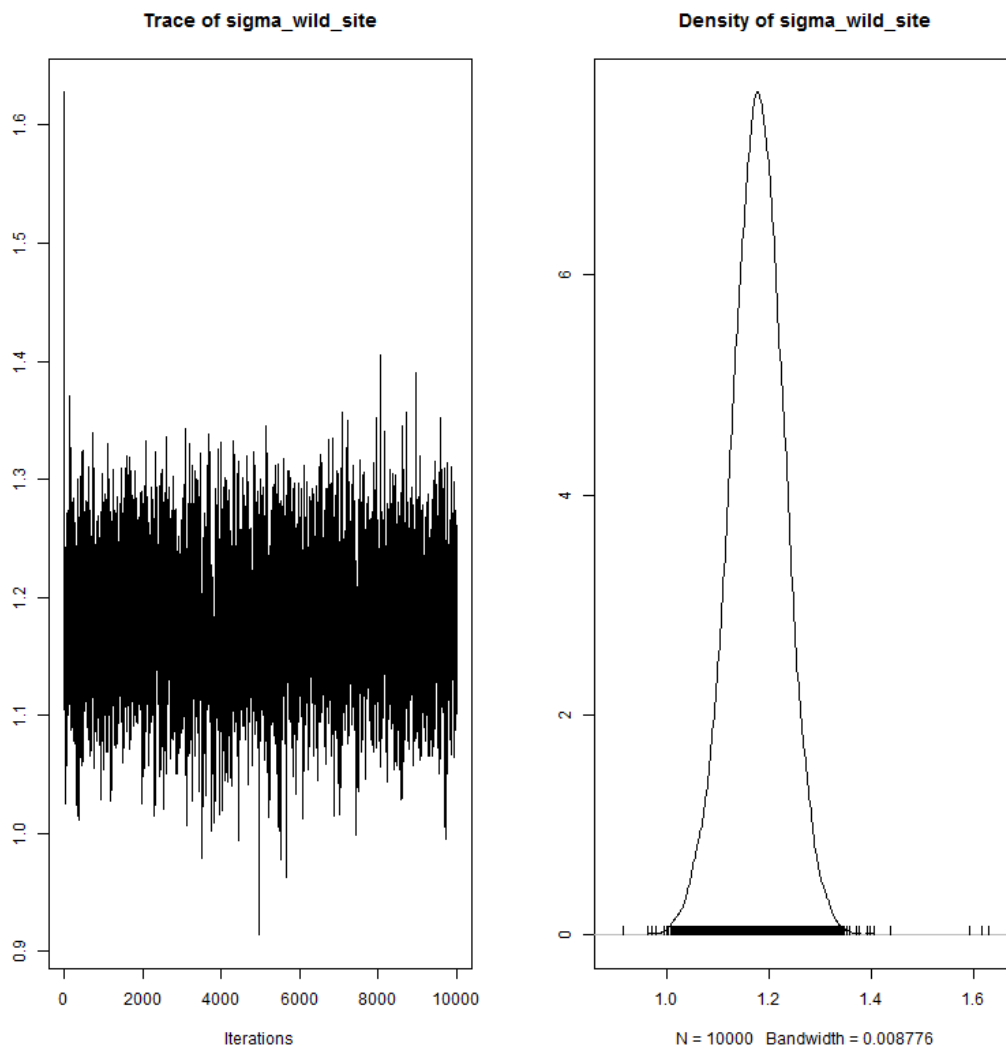 Trace of sigma_wild_site
1.6
1.5
1.4
1.3
1.2
1.1
1.0
0.9
0 2000 4000 6000 8000 10000
Iterations
Density of sigma_wild_site
6
4
2
0
1.0 1.2 1.4 1.6
N = 10000 Bandwidth = 0.008776